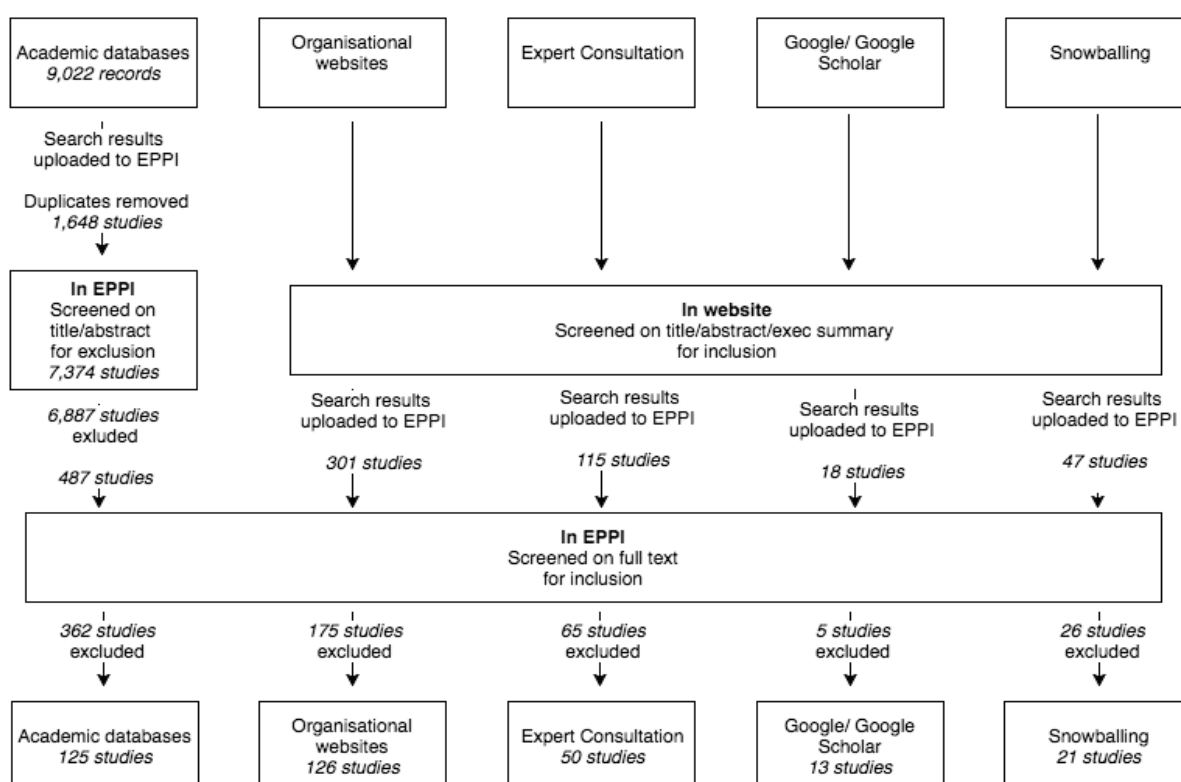 Academic databases
9,022 records
Organisational
websites
Expert Consultation
Google/ Google
Scholar
Snowballing
Search results
uploaded to EPPI
Duplicates removed
1,648 studies
In EPPI
Screened on
title/abstract
for exclusion
7,374 studies
In website
Screened on title/abstract/exec summary
for inclusion
6,887 studies
exluded
487 studies
Search results
uploaded to EPPI
301 studies
Search results
uploaded to EPPI
115 studies
Search results
uploaded to EPPI
18 studies
Search results
uploaded to EPPI
47 studies
In EPPI
Screened on full text
for inclusion
362 studies
excluded
175 studies
excluded
65 studies
excluded
5 studies
excluded
26 studies
excluded
Academic databases
125 studies
Organisational
websites
126 studies
Expert Consultation
50 studies
Google/ Google
Scholar
13 studies
Snowballing
21 studies